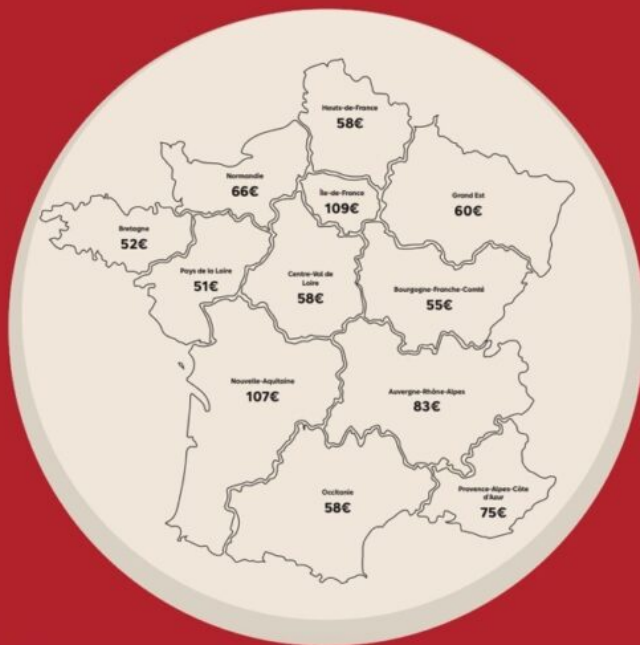 Hauts-de-France
58€
Normandie
66€
Île-de-France
109€
Grand Est
60€
Bretagne
52€
Pays de la Loire
51€
Centre-Val de
Loire
58€
Bourgogne-Franche-Comté
55€
Nouvelle-Aquitaine
107€
Auvergne-Rhône-Alpes
83€
Occitanie
58€
Provence-Alpes-Côte
d'Azur
75€